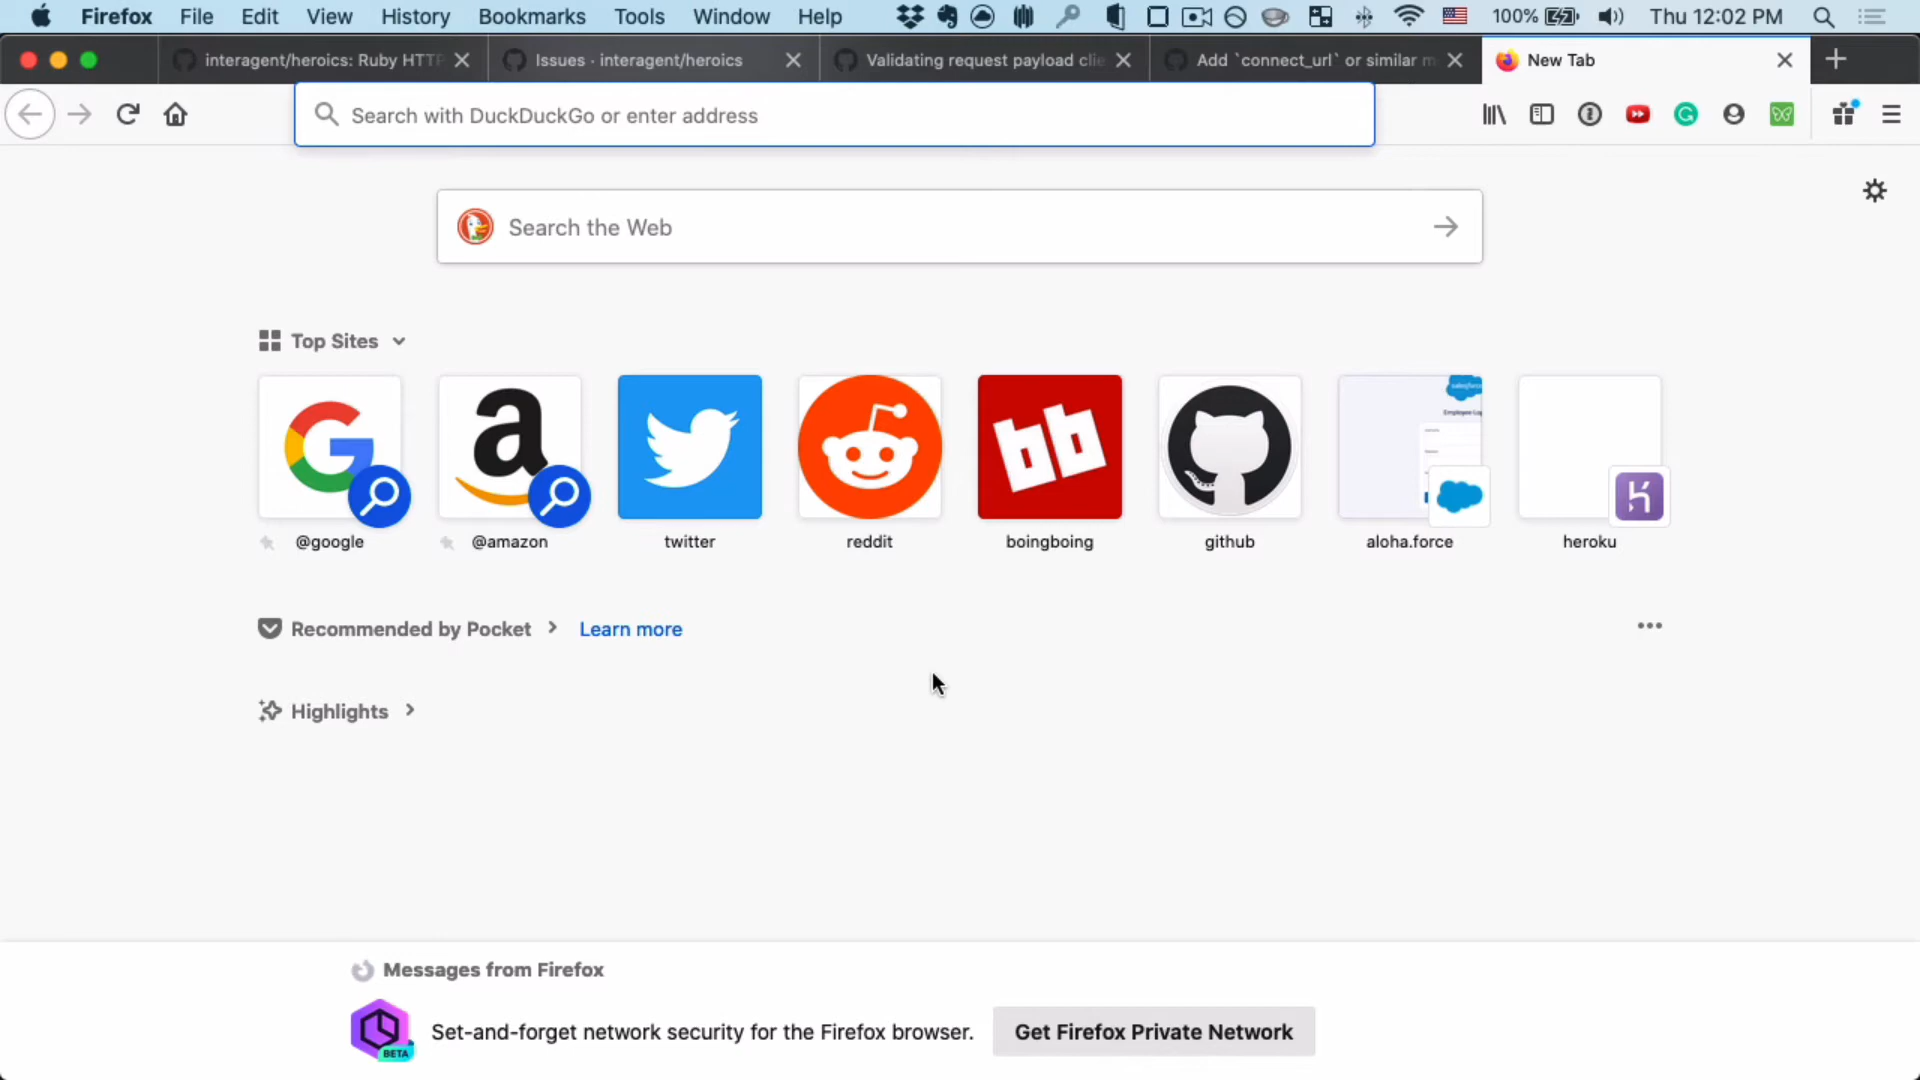 Firefox File Edit View History Bookmarks Tools Window Help 100% Thu 12:02 PM
interagent/heroics: Ruby HTTP Issues · interagent/heroics Validating request payload clie Add `connect_url` or similar m New Tab
Search with DuckDuckGo or enter address
Search the Web
Top Sites
@google @amazon twitter reddit boingboing github aloha.force heroku
Recommended by Pocket Learn more
Highlights
Messages from Firefox
Set-and-forget network security for the Firefox browser. Get Firefox Private Network
BETA